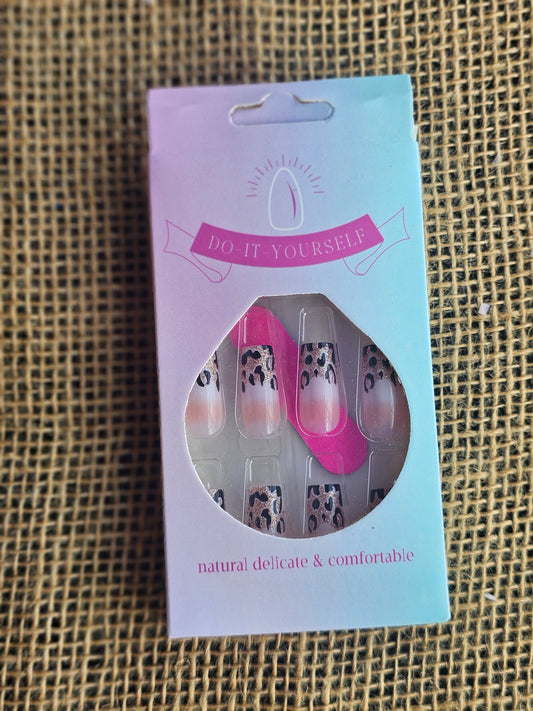 DO-IT-YOURSELF
natural delicate & comfortable